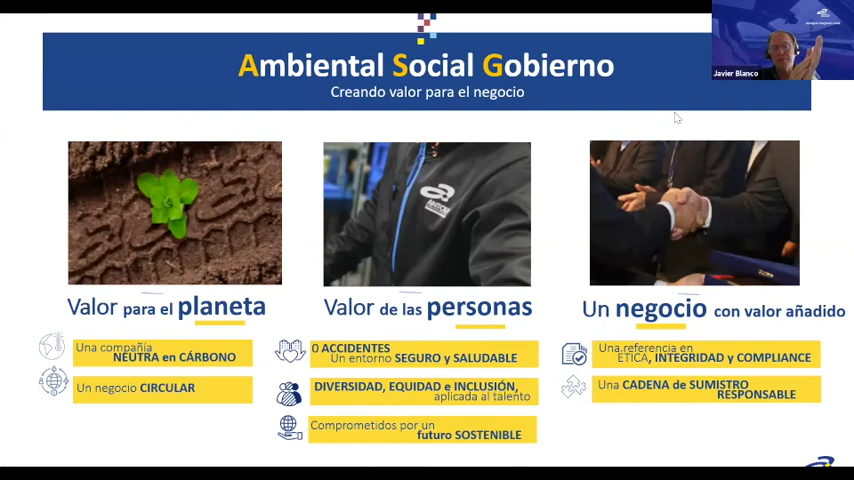 Ambiental Social Gobierno
Creando valor para el negocio
Javier Blanco
ANTOLIN
Valor para el planeta
Una compañía
NEUTRA en CÁRBONO
Un negocio CIRCULAR
Valor de las personas
0 ACCIDENTES
Un entorno SEGURO y SALUDABLE
DIVERSIDAD, EQUIDAD e INCLUSIÓN,
aplicada al talento
Comprometidos por un
futuro SOSTENIBLE
Un negocio con valor añadido
Una referencia en
ETICA, INTEGRIDAD y COMPLIANCE
Una CADENA de SUMISTRO
RESPONSABLE